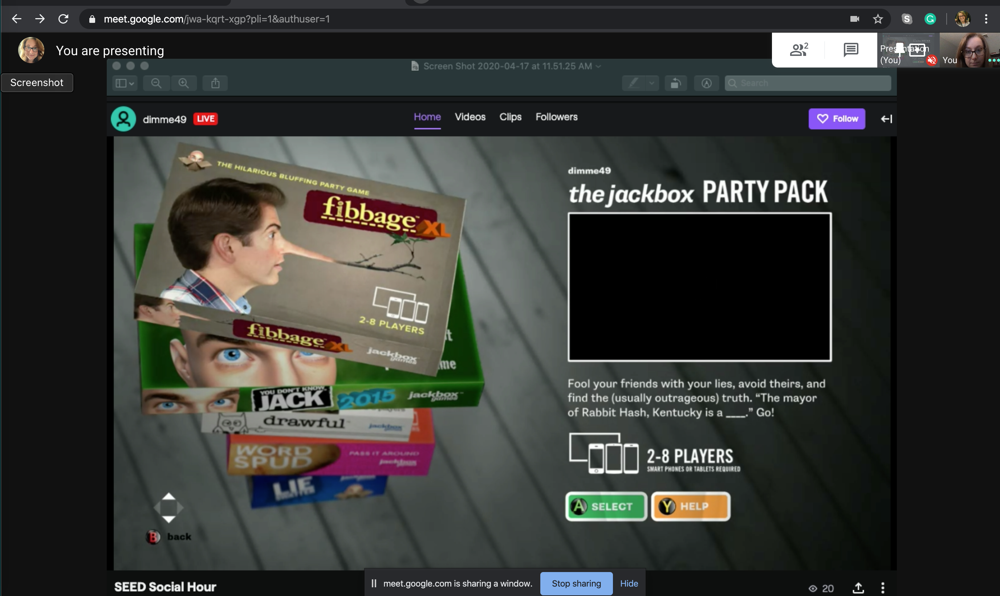 meet.google.com/jwa-kqrt-xgp?pli=1&authuser=1
You are presenting
2
Presentation
(You)
You
Screenshot
Screen Shot 2020-04-17 at 11.51.25 AM
Search
dimme49 LIVE
Home Videos Clips Followers
Follow
THE HILARIOUS BLUFFING PARTY GAME
fibbage XL
2-8 PLAYERS
fibbage XL
jackbox games
me
YOU DON'T KNOW JACK 2015 jackbox games
drawful jackbox
WORD SPUD
PASS IT AROUND
jackbox
LIE
dimme49
the jackbox PARTY PACK
Fool your friends with your lies, avoid theirs, and
find the (usually outrageous) truth. “The mayor
of Rabbit Hash, Kentucky is a ____.” Go!
2-8 PLAYERS
SMART PHONES OR TABLETS REQUIRED
A SELECT
Y HELP
B back
SEED Social Hour
meet.google.com is sharing a window. Stop sharing Hide
20